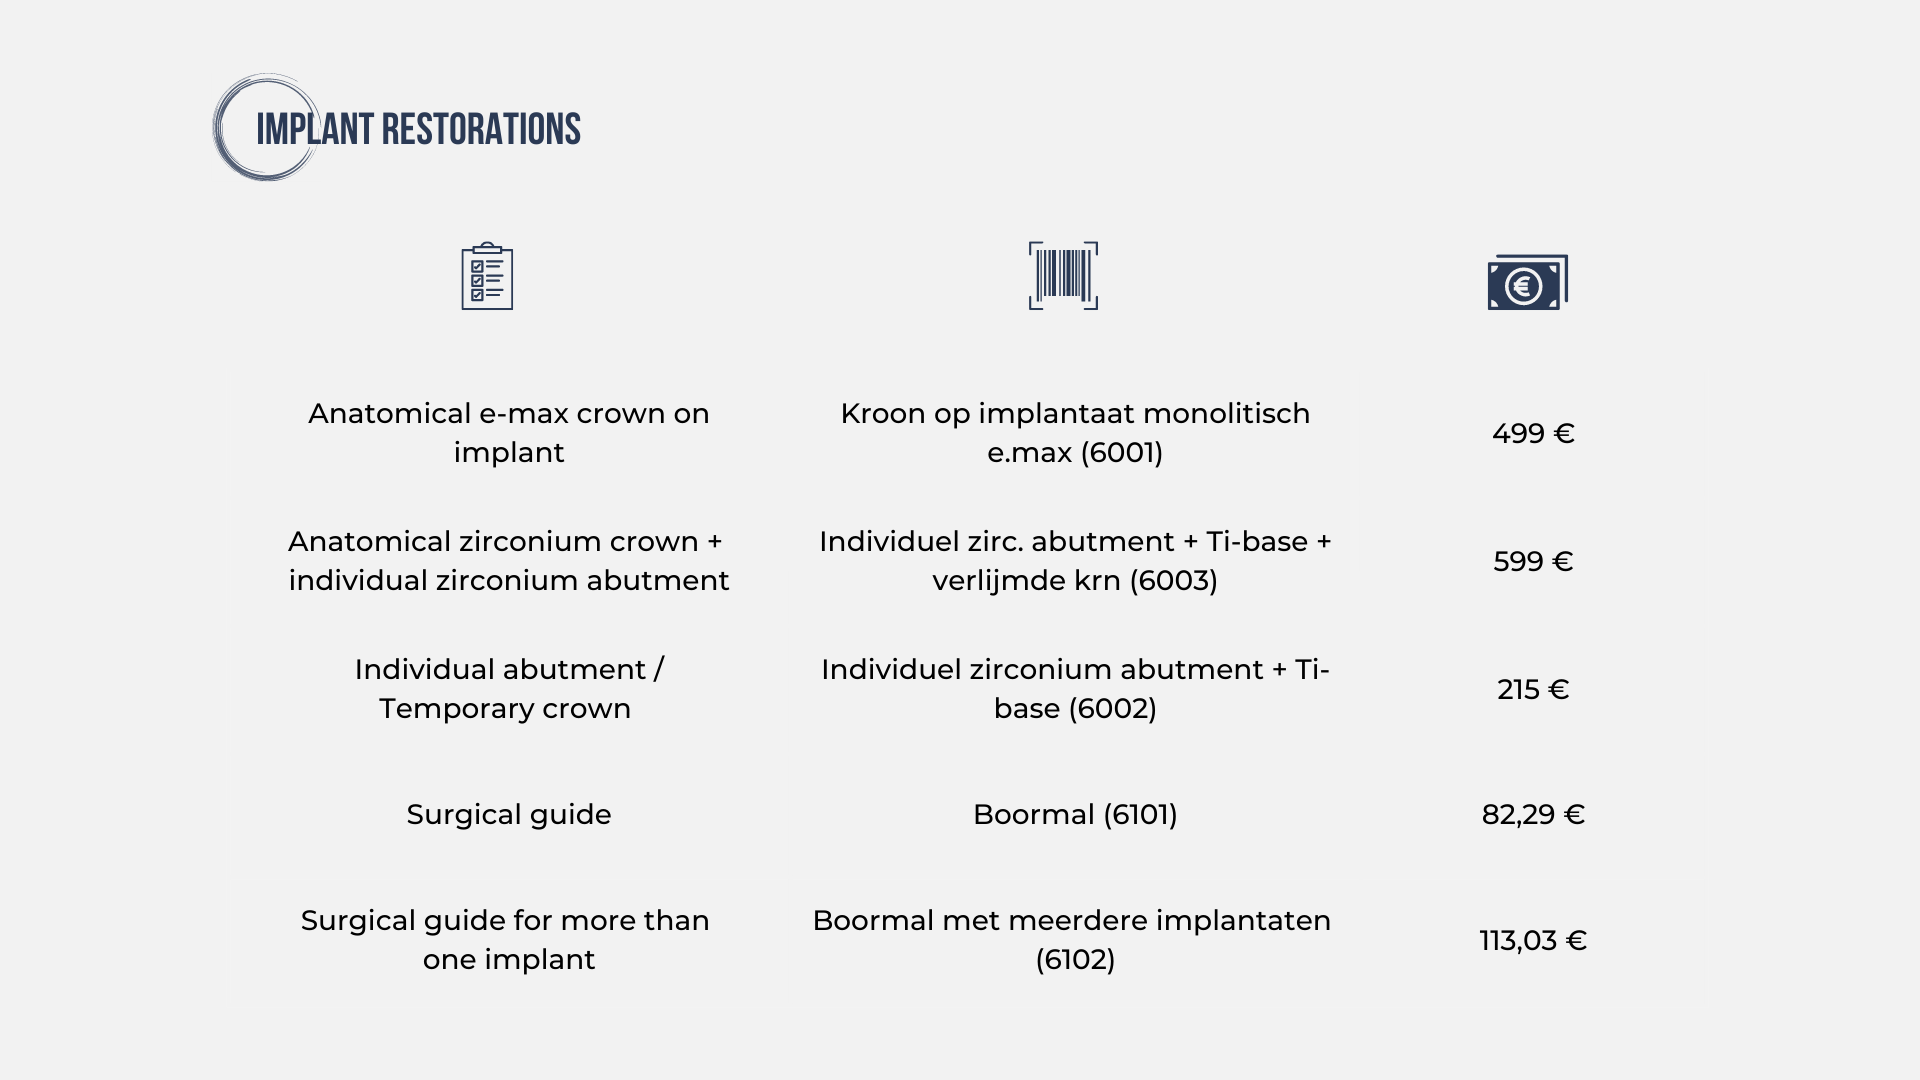 IMPLANT RESTORATIONS
€
Anatomical e-max crown on
implant
Kroon op implantaat monolitisch
e.max (6001)
499 €
Anatomical zirconium crown +
individual zirconium abutment
Individuel zirc. abutment + Ti-base +
verlijmde krn (6003)
599 €
Individual abutment /
Temporary crown
Individuel zirconium abutment + Ti-
base (6002)
215 €
Surgical guide
Boormal (6101)
82,29 €
Surgical guide for more than
one implant
Boormal met meerdere implantaten
(6102)
113,03 €